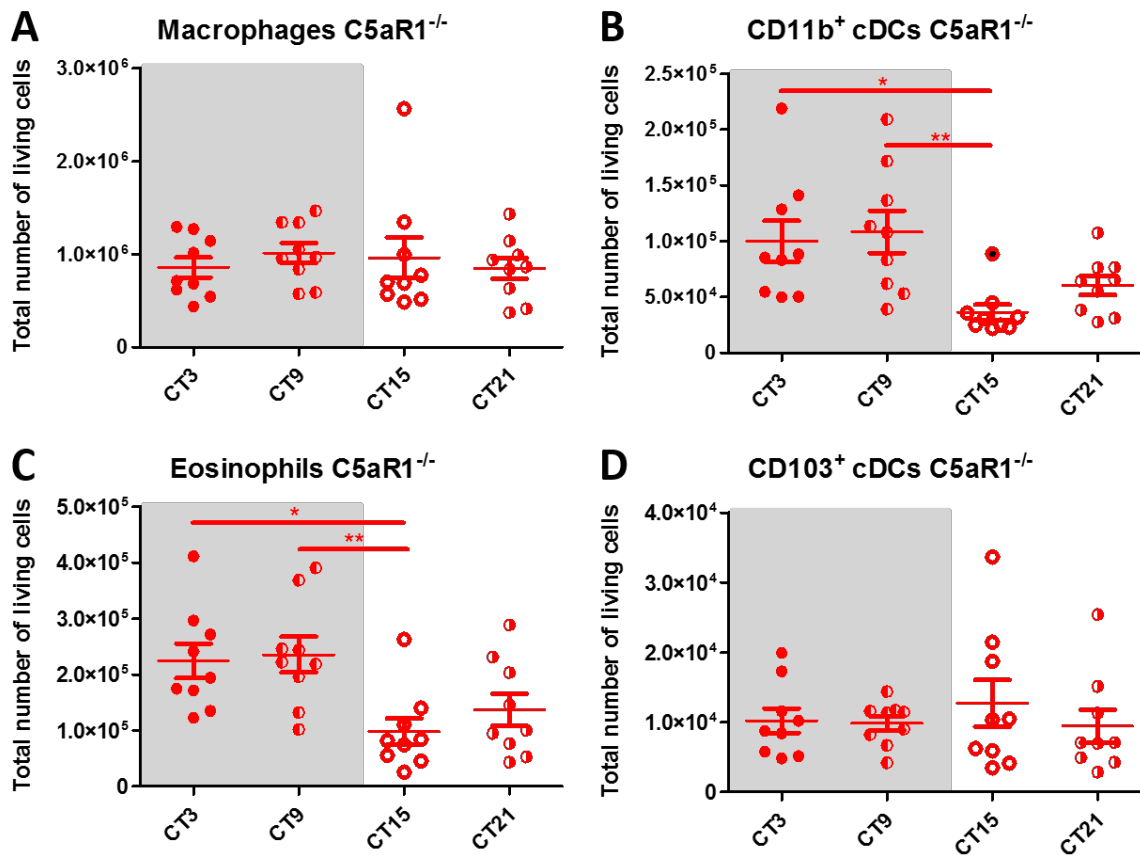 A
Macrophages C5aR1⁻/⁻
Total number of living cells
3.0×10⁶
2.0×10⁶
1.0×10⁶
0
CT3
CT9
CT15
CT21
B
CD11b⁺ cDCs C5aR1⁻/⁻
Total number of living cells
2.5×10⁵
2.0×10⁵
1.5×10⁵
1.0×10⁵
5.0×10⁴
0
*
**
CT3
CT9
CT15
CT21
C
Eosinophils C5aR1⁻/⁻
Total number of living cells
5.0×10⁵
4.0×10⁵
3.0×10⁵
2.0×10⁵
1.0×10⁵
0
*
**
CT3
CT9
CT15
CT21
D
CD103⁺ cDCs C5aR1⁻/⁻
Total number of living cells
4.0×10⁴
3.0×10⁴
2.0×10⁴
1.0×10⁴
0
CT3
CT9
CT15
CT21